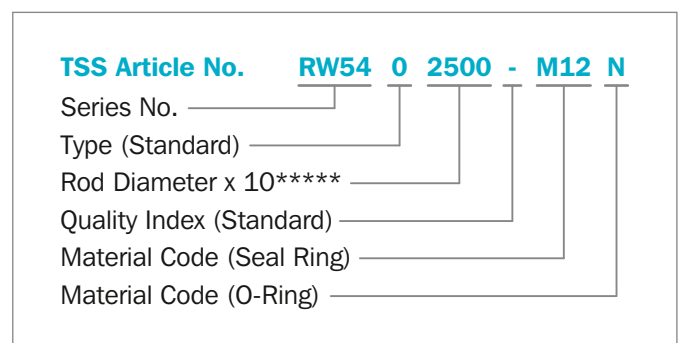 TSS Article No. RW54 0 2500 - M12 N
Series No.
Type (Standard)
Rod Diameter x 10*****
Quality Index (Standard)
Material Code (Seal Ring)
Material Code (O-Ring)